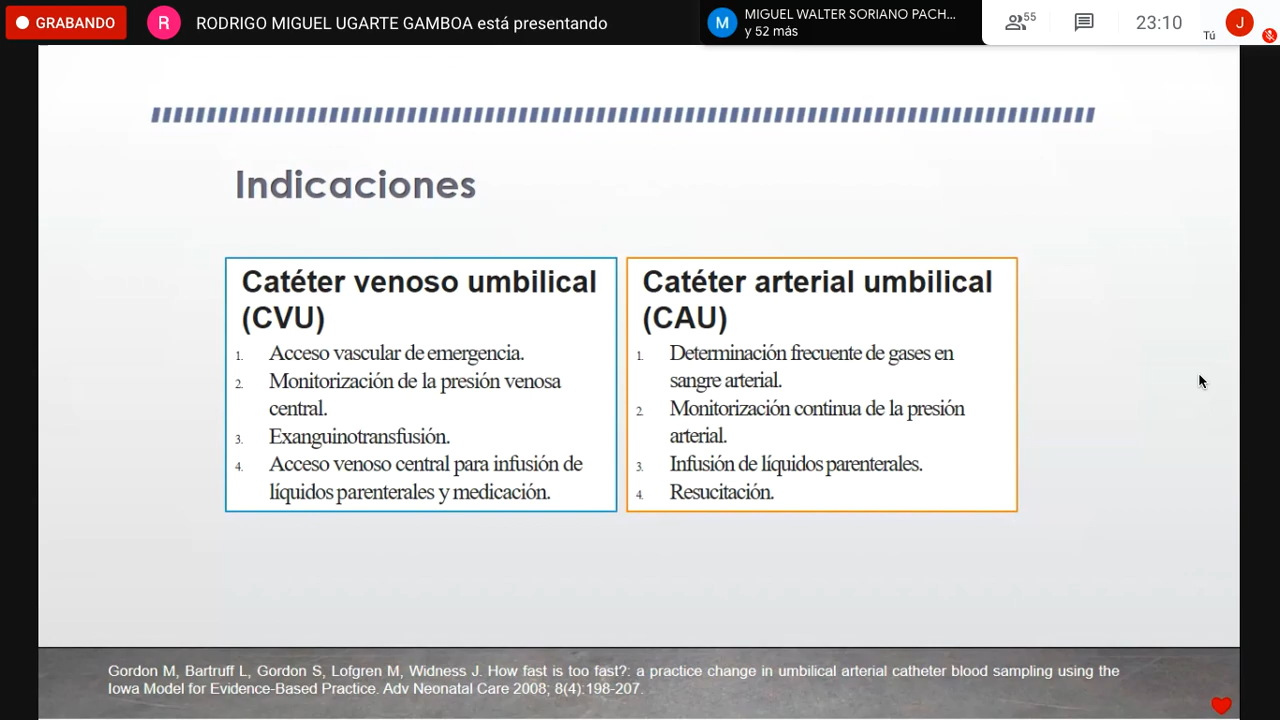 GRABANDO
R
RODRIGO MIGUEL UGARTE GAMBOA está presentando
M
MIGUEL WALTER SORIANO PACH...
y 52 más
55
23:10
Tú
J
Indicaciones
Catéter venoso umbilical
(CVU)
1. Acceso vascular de emergencia.
2. Monitorización de la presión venosa
central.
3. Exanguinotransfusión.
4. Acceso venoso central para infusión de
líquidos parenterales y medicación.
Catéter arterial umbilical
(CAU)
1. Determinación frecuente de gases en
sangre arterial.
2. Monitorización continua de la presión
arterial.
3. Infusión de líquidos parenterales.
4. Resucitación.
Gordon M, Bartruff L, Gordon S, Lofgren M, Widness J. How fast is too fast?: a practice change in umbilical arterial catheter blood sampling using the
Iowa Model for Evidence-Based Practice. Adv Neonatal Care 2008; 8(4):198-207.